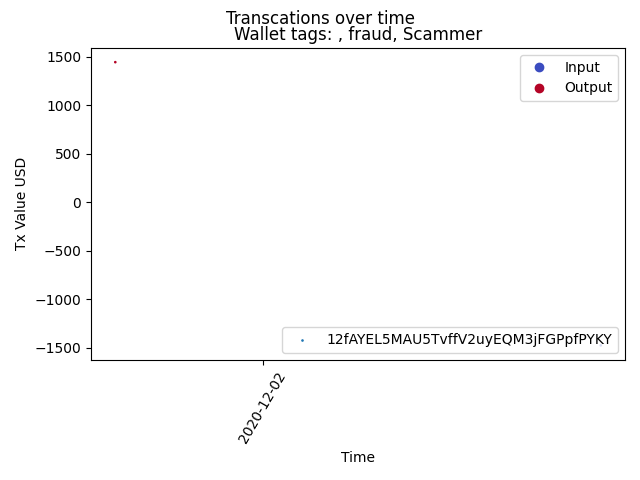 Transcations over time
Wallet tags: , fraud, Scammer
Input
Output
Tx Value USD
1500
1000
500
0
−500
−1000
−1500
12fAYEL5MAU5TvffV2uyEQM3jFGPpfPYKY
2020-12-02
Time